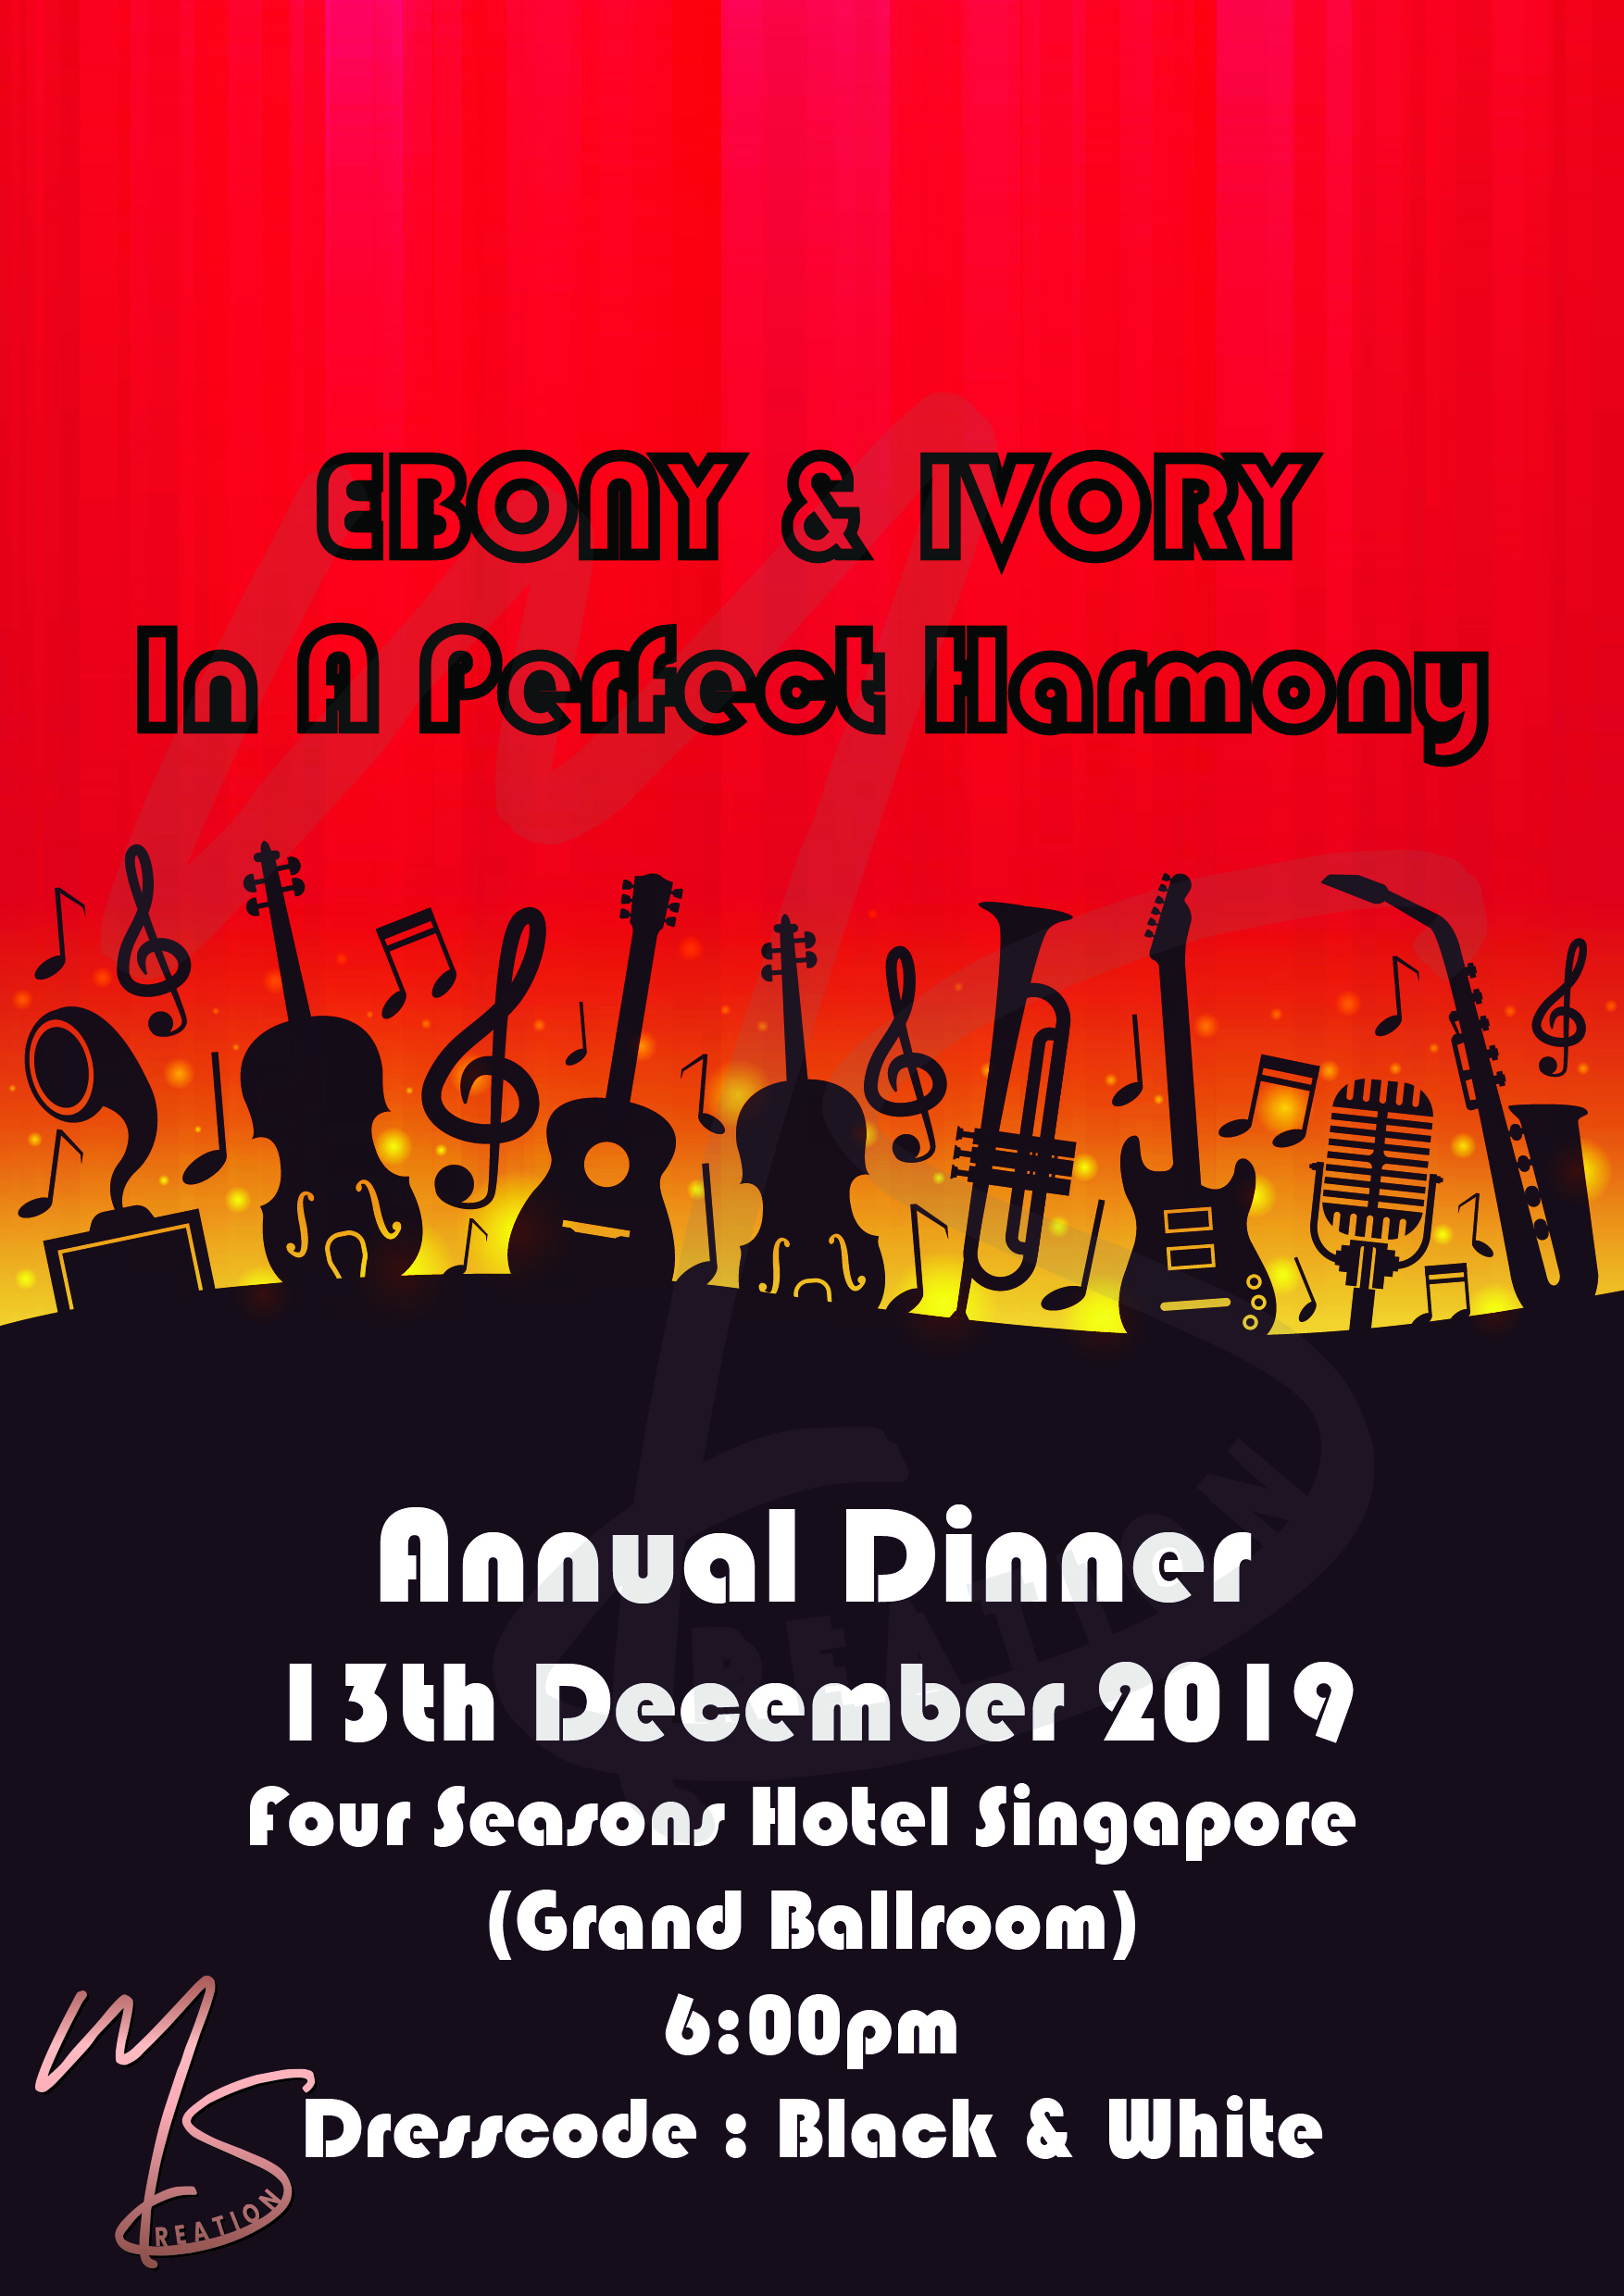 EBONY & IVORY
In A Perfect Harmony
Annual Dinner
13th December 2019
Four Seasons Hotel Singapore
(Grand Ballroom)
6:00pm
Dresscode : Black & White
MS
CREATION